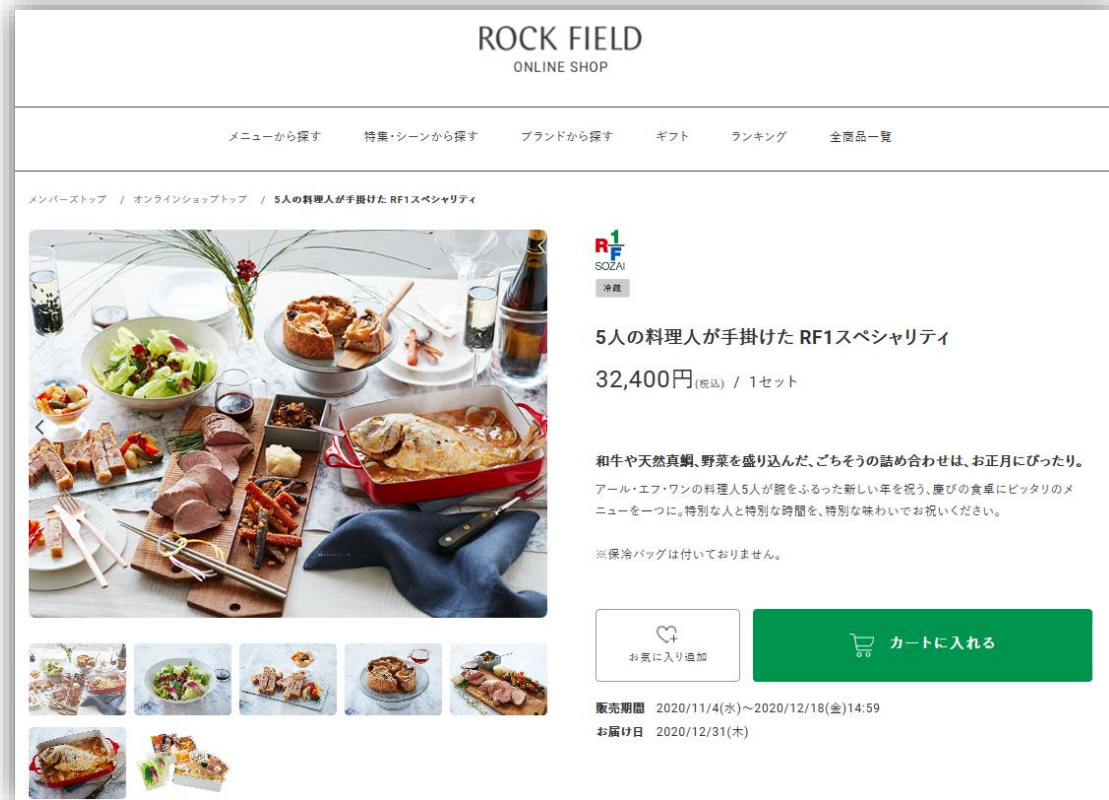 ROCK FIELD
ONLINE SHOP
メニューから探す 特集・シーンから探す ブランドから探す ギフト ランキング 全商品一覧
メンバーズトップ / オンラインショップトップ / 5人の料理人が手掛けた RF1スペシャリティ
R1F
SOZAI
冷蔵
5人の料理人が手掛けた RF1スペシャリティ
32,400円(税込) / 1セット
和牛や天然真鯛、野菜を盛り込んだ、ごちそうの詰め合わせは、お正月にぴったり。
アール・エフ・ワンの料理人5人が腕をふるった新しい年を祝う、慶びの食卓にピッタリのメ
ニューを一つに。特別な人と特別な時間を、特別な味わいでお祝いください。
※保冷バッグは付いておりません。
お気に入り追加
カートに入れる
販売期間 2020/11/4(水)～2020/12/18(金)14:59
お届け日 2020/12/31(木)